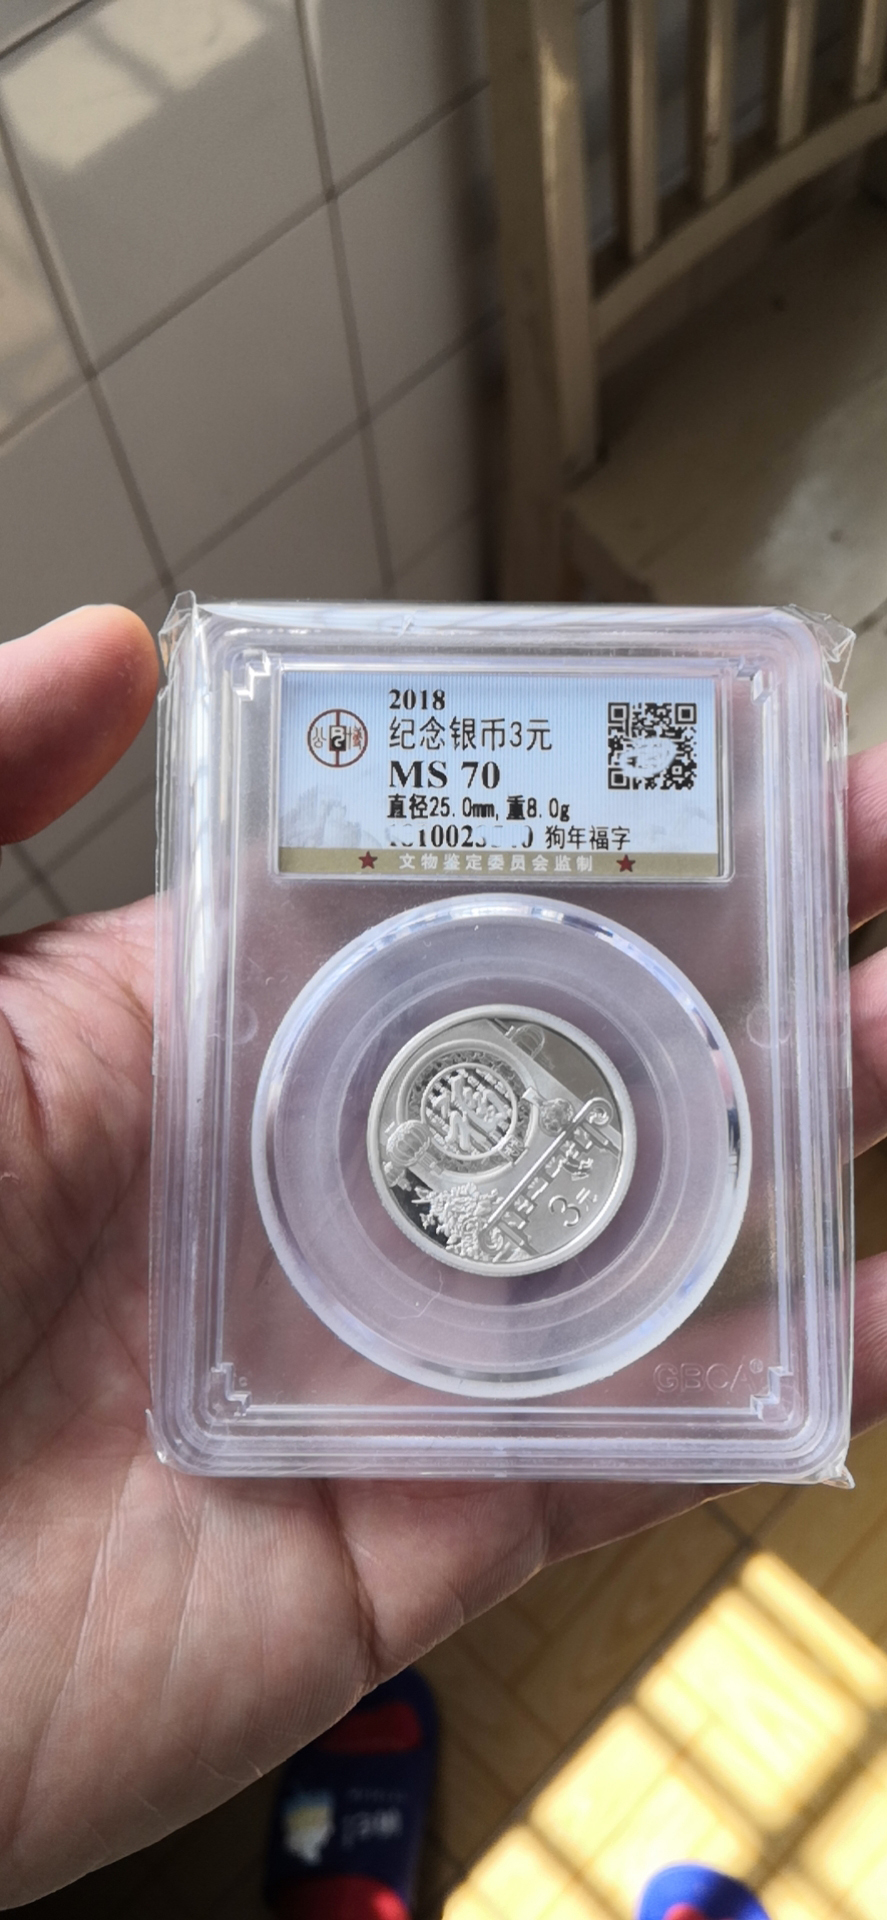 2018
纪念银币3元
MS 70
直径25.0mm,重8.0g
狗年福字
★ 文物鉴定委员会监制 ★
福
3元
GBCA